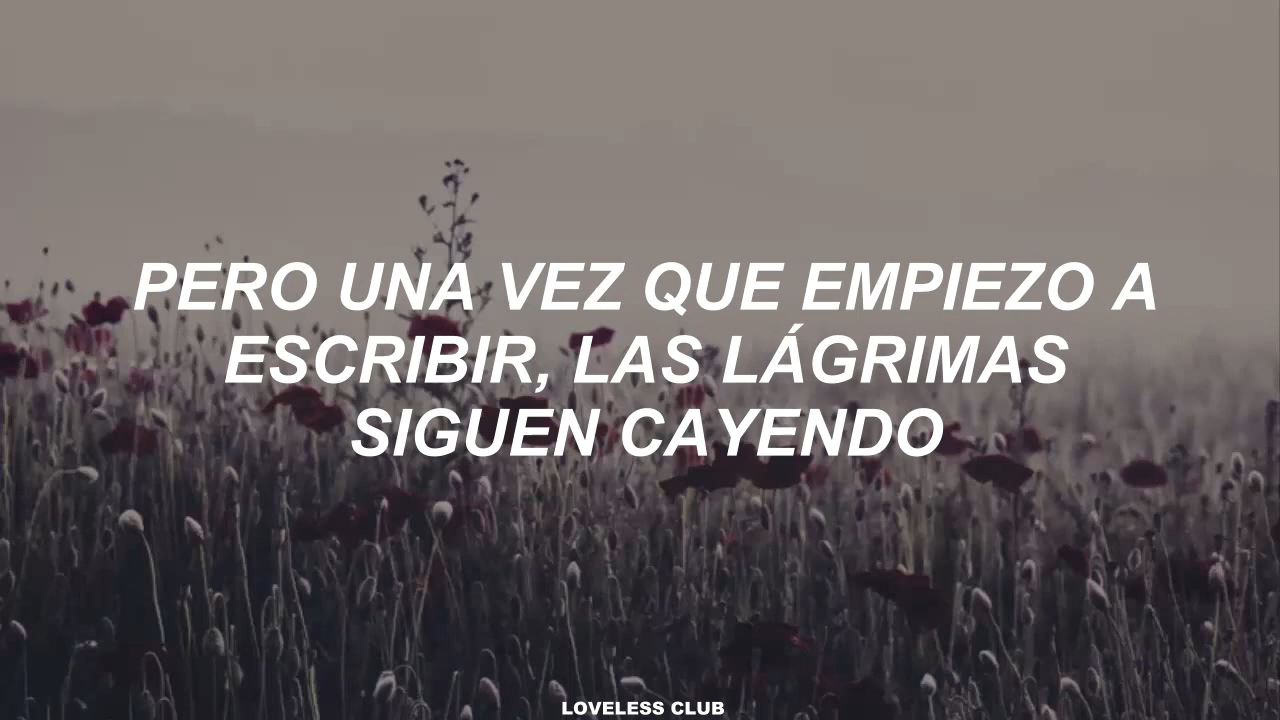 PERO UNA VEZ QUE EMPIEZO A
ESCRIBIR, LAS LÁGRIMAS
SIGUEN CAYENDO
LOVELESS CLUB